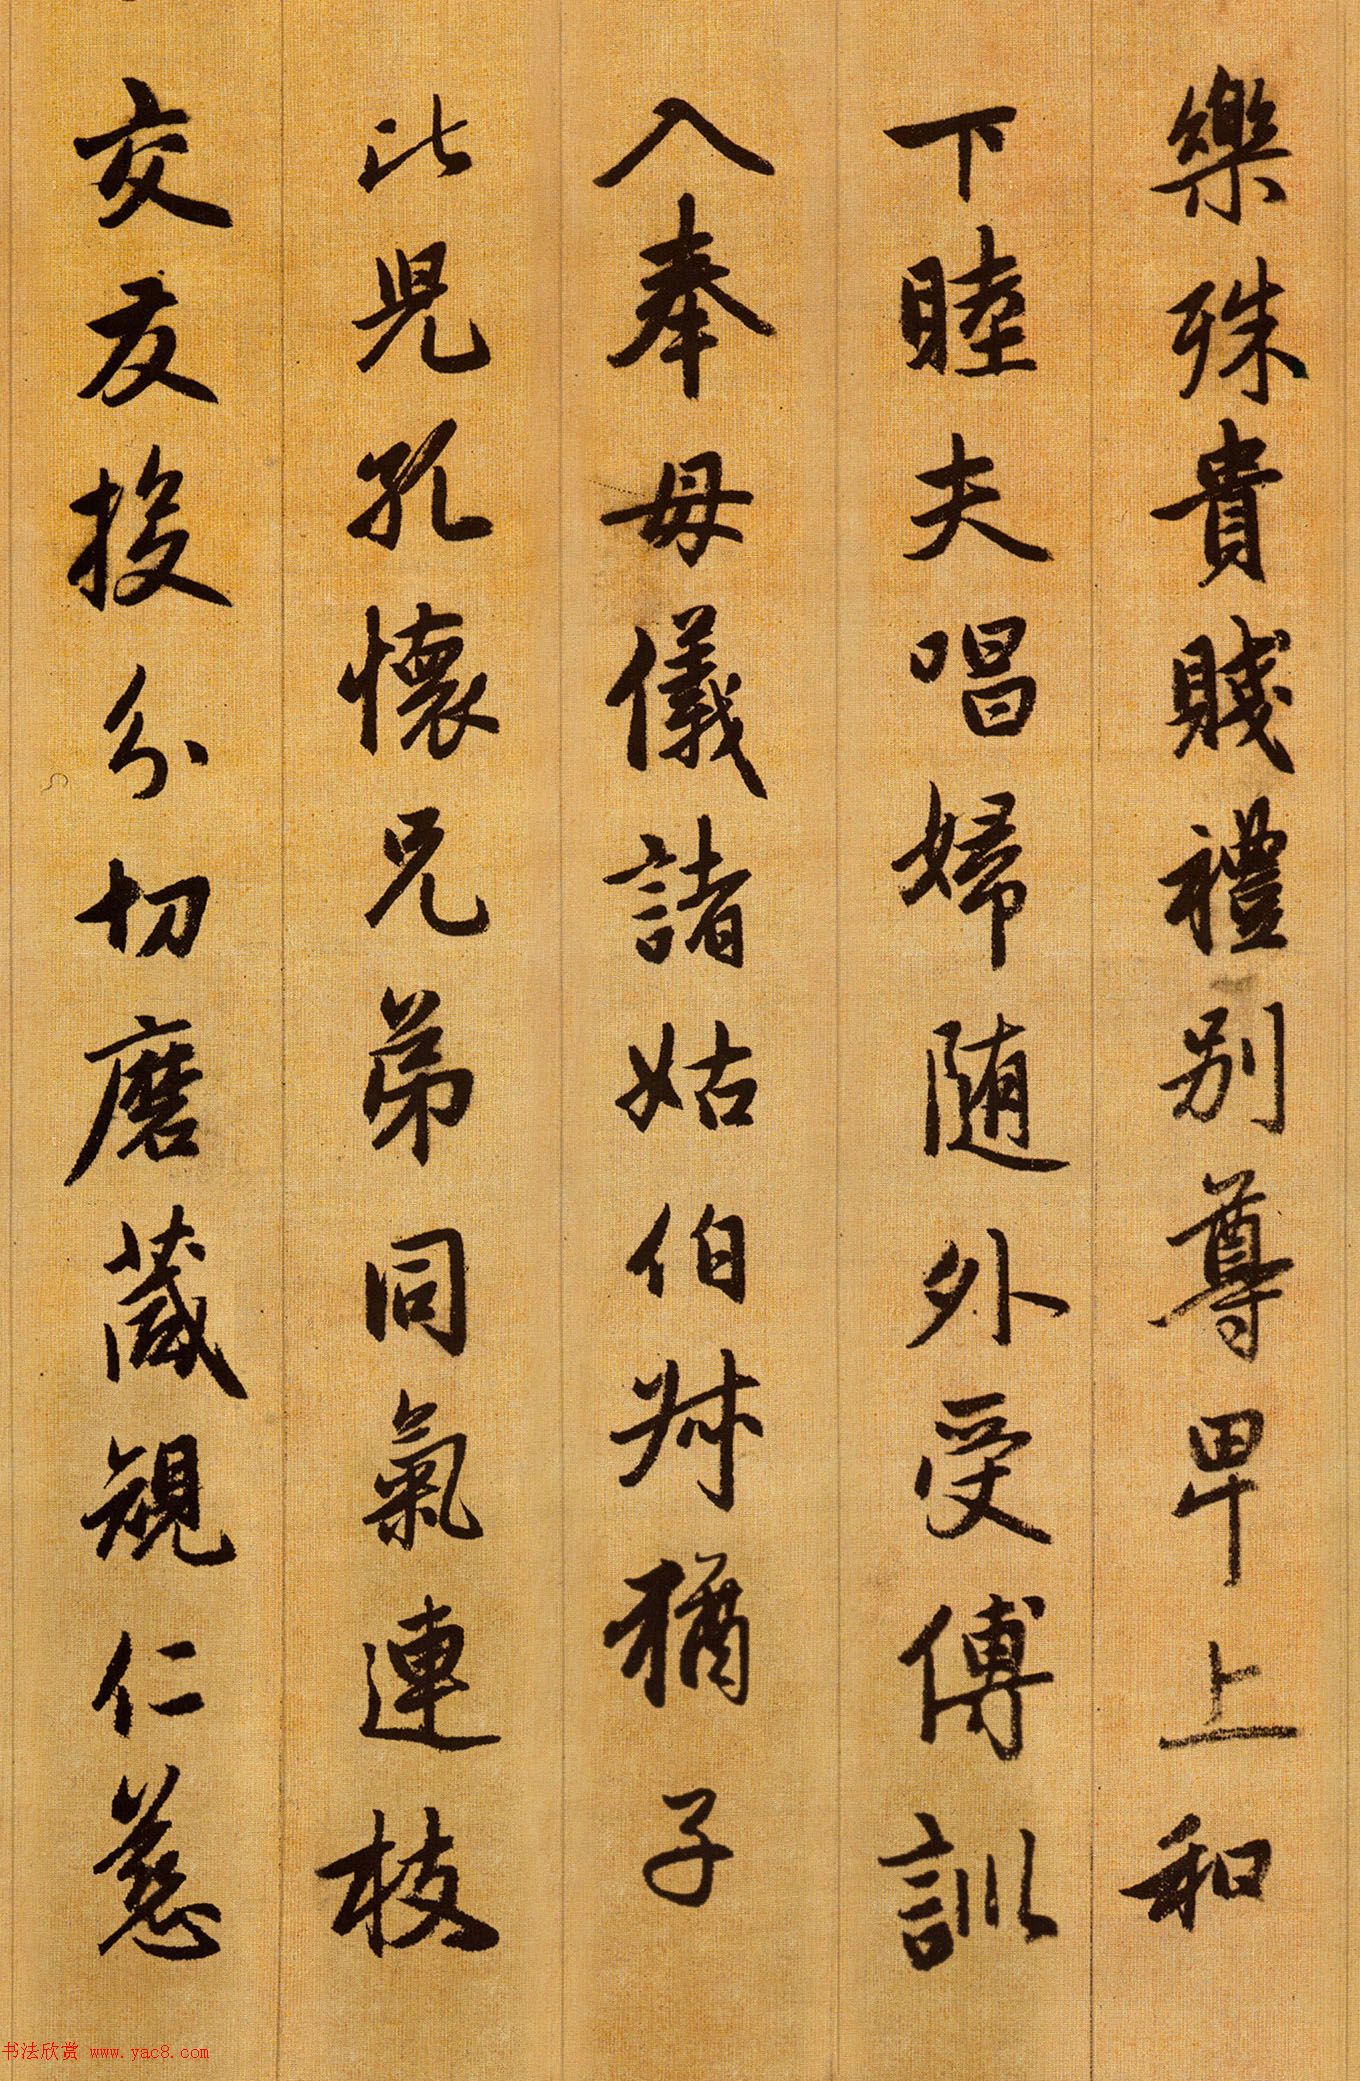 樂殊貴賤禮別尊卑上和
下睦夫唱婦随外受傅訓
入奉母儀諸姑伯叔猶子
比兒孔懷兄弟同氣連枝
交友投分切磨葴規仁慈
书法欣赏 www.yac8.com